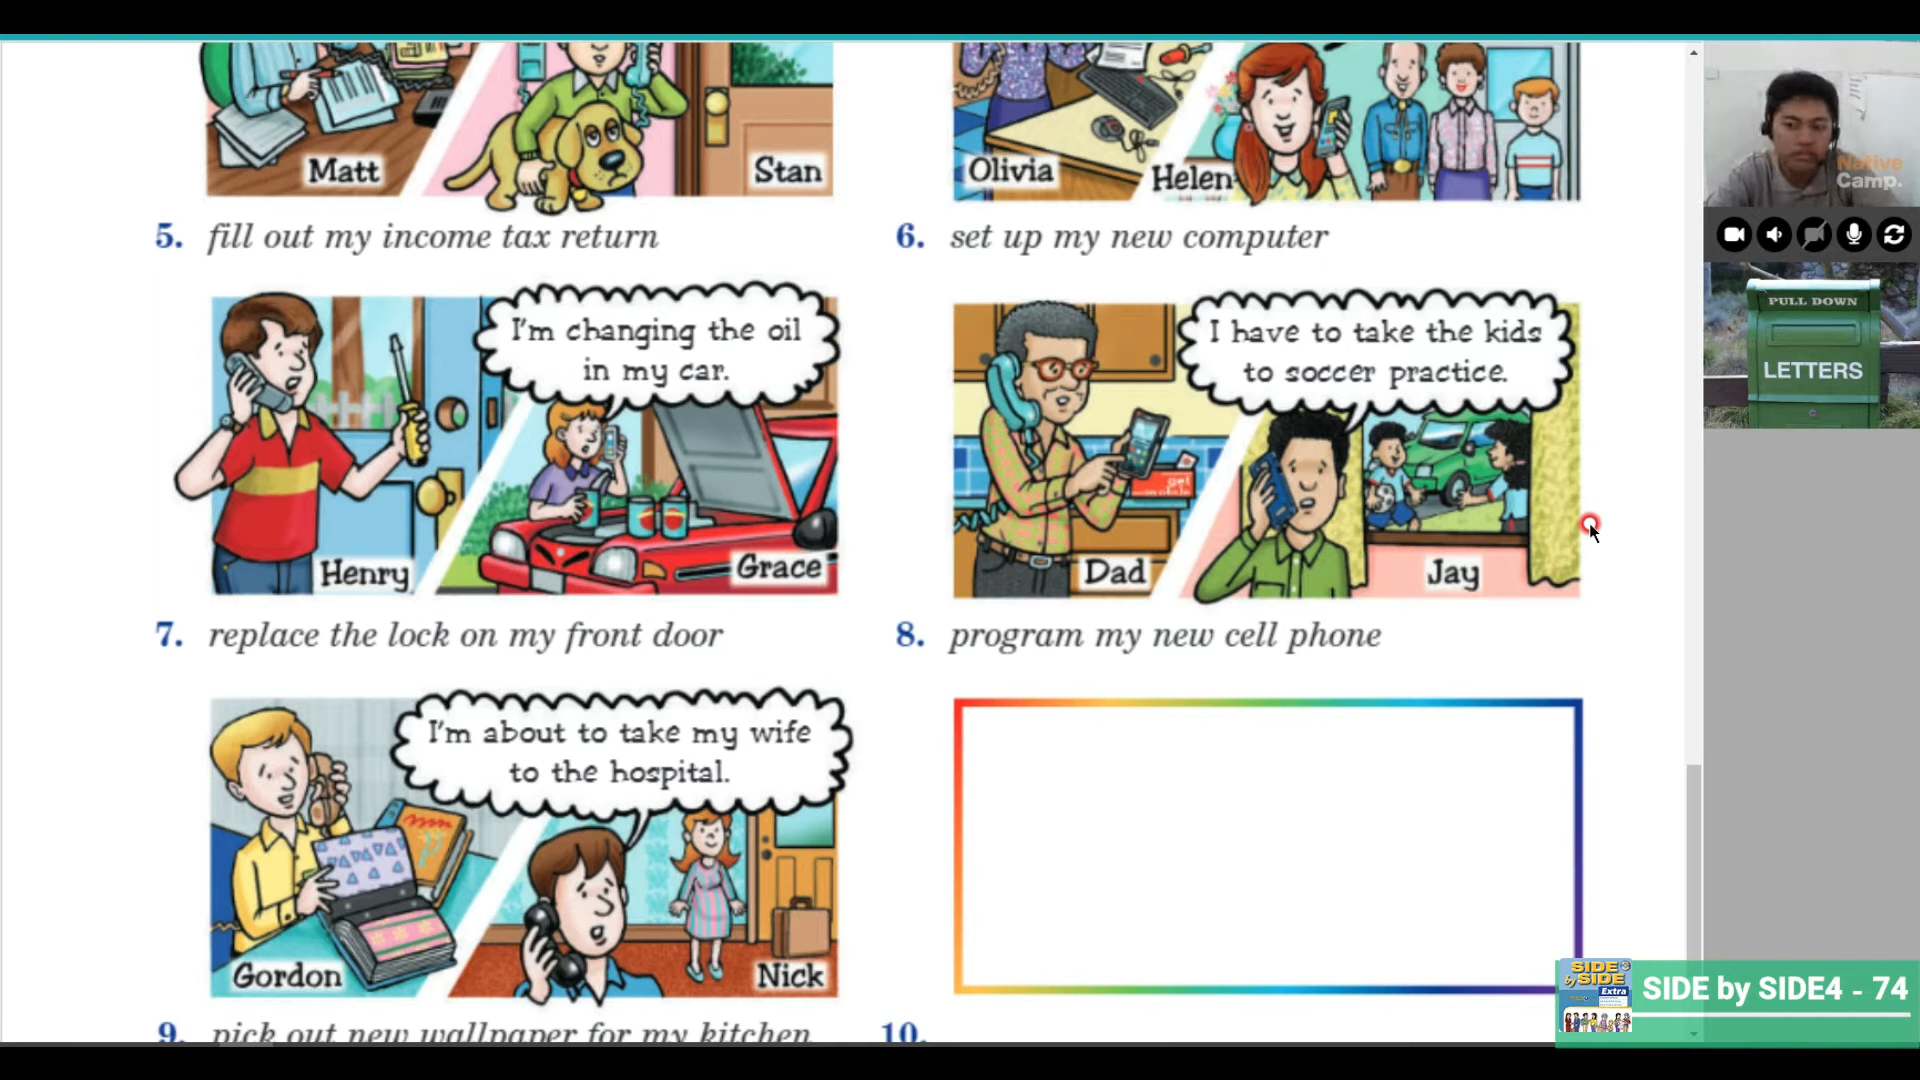 Matt
Stan
Olivia
Helen
5. fill out my income tax return
6. set up my new computer
I'm changing the oil
in my car.
Henry
Grace
I have to take the kids
to soccer practice.
get
Dad
Jay
7. replace the lock on my front door
8. program my new cell phone
I'm about to take my wife
to the hospital.
Gordon
Nick
9. pick out new wallpaper for my kitchen
10.
Native
Camp.
PULL DOWN
LETTERS
SIDE
by SIDE
Extra
SIDE by SIDE4 - 74